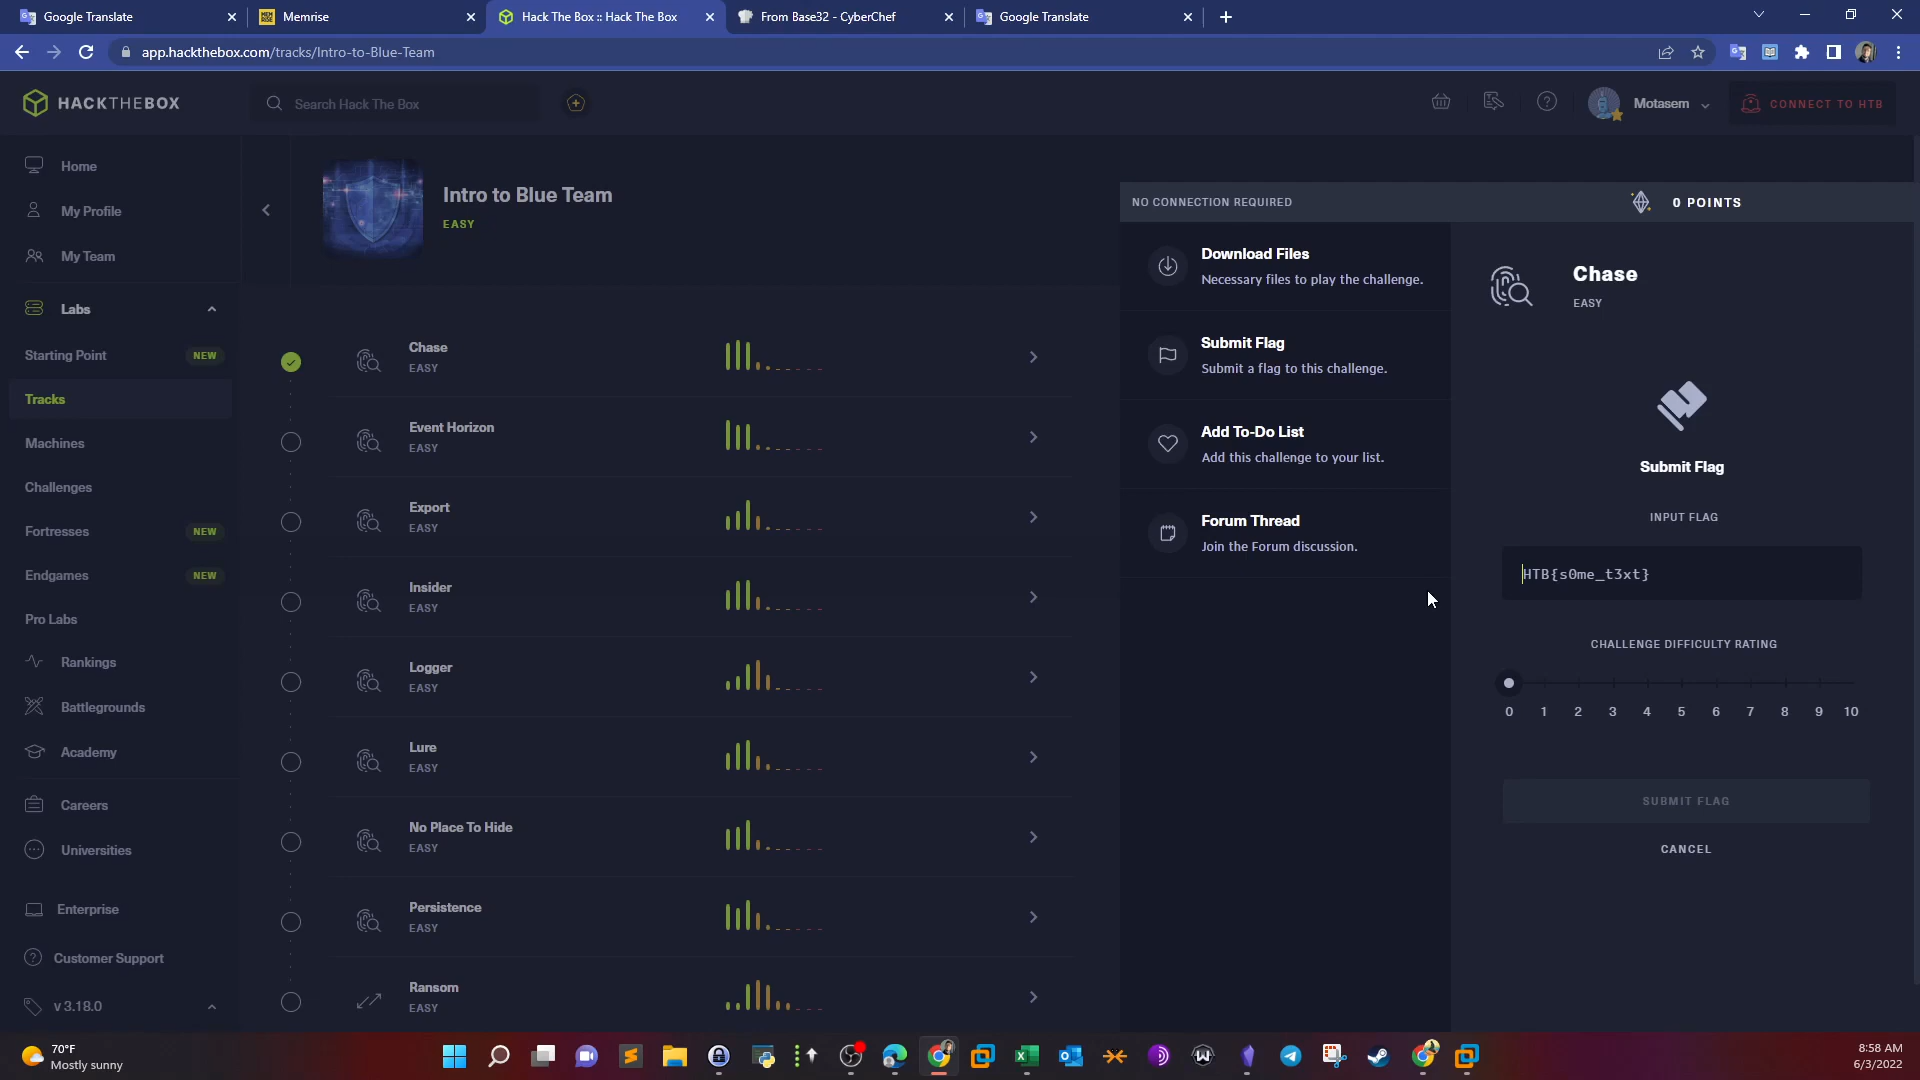 Google Translate
Memrise
Hack The Box :: Hack The Box
From Base32 - CyberChef
Google Translate
app.hackthebox.com/tracks/Intro-to-Blue-Team
HACKTHEBOX
Search Hack The Box
Motasem
CONNECT TO HTB
Home
My Profile
My Team
Labs
Starting Point NEW
Tracks
Machines
Challenges
Fortresses NEW
Endgames NEW
Pro Labs
Rankings
Battlegrounds
Academy
Careers
Universities
Enterprise
Customer Support
v 3.18.0
Intro to Blue Team
EASY
Chase
EASY
Event Horizon
EASY
Export
EASY
Insider
EASY
Logger
EASY
Lure
EASY
No Place To Hide
EASY
Persistence
EASY
Ransom
EASY
NO CONNECTION REQUIRED
0 POINTS
Download Files
Necessary files to play the challenge.
Submit Flag
Submit a flag to this challenge.
Add To-Do List
Add this challenge to your list.
Forum Thread
Join the Forum discussion.
Chase
EASY
Submit Flag
INPUT FLAG
HTB{s0me_t3xt}
CHALLENGE DIFFICULTY RATING
0 1 2 3 4 5 6 7 8 9 10
SUBMIT FLAG
CANCEL
70°F
Mostly sunny
8:58 AM
6/3/2022